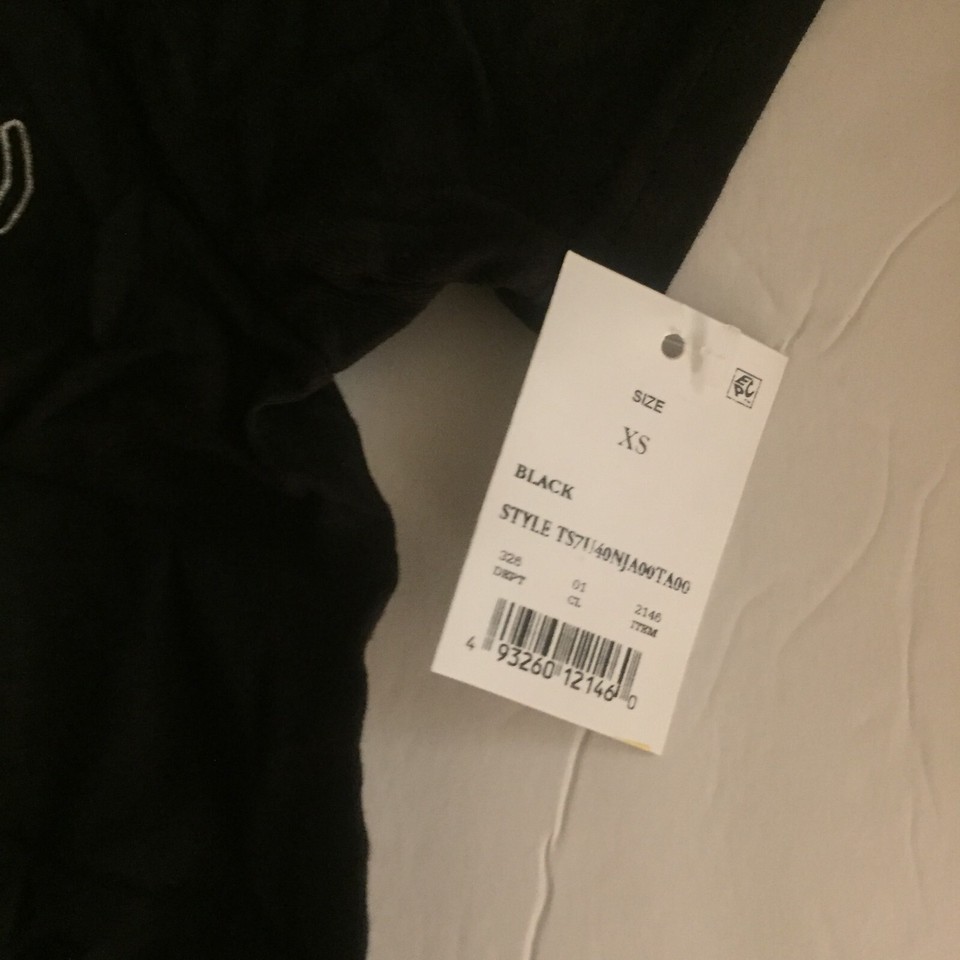 SIZE
XS
BLACK
STYLE TS7U40NJA00TA00
326 01 2146
DEPT CL ITEM
4 93260 12146 0